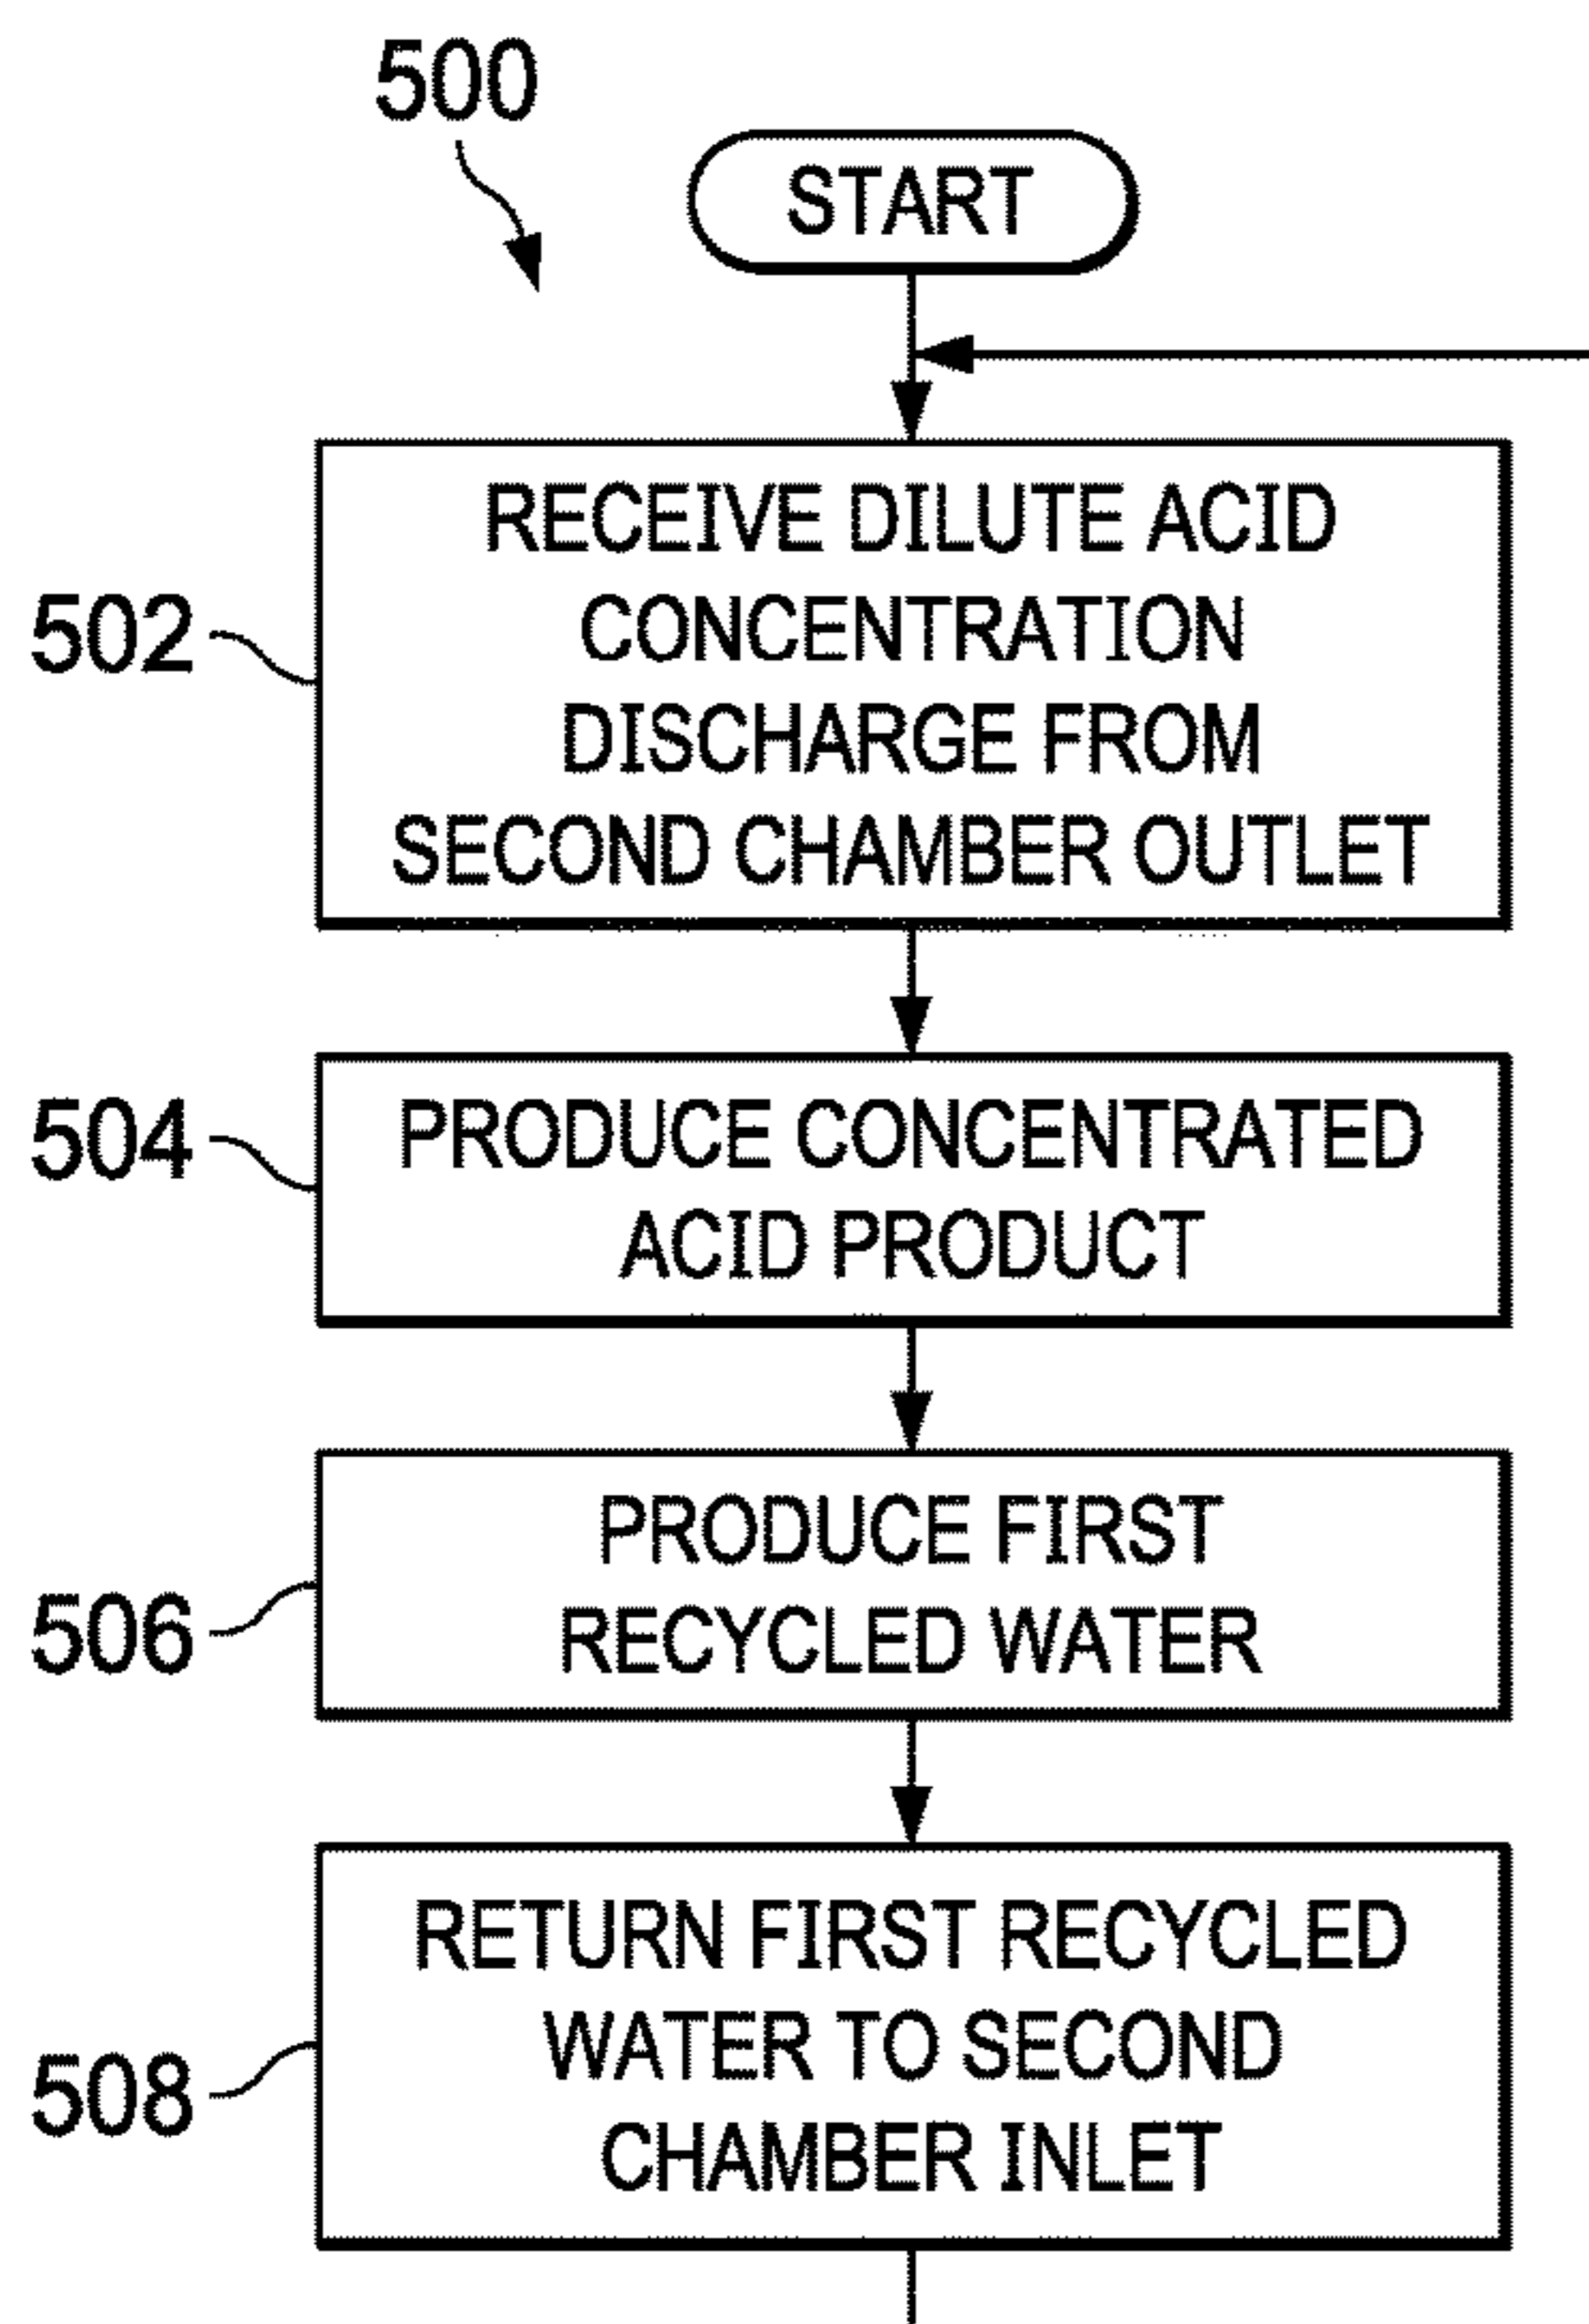 500
START
502
RECEIVE DILUTE ACID
CONCENTRATION
DISCHARGE FROM
SECOND CHAMBER OUTLET
504
PRODUCE CONCENTRATED
ACID PRODUCT
506
PRODUCE FIRST
RECYCLED WATER
508
RETURN FIRST RECYCLED
WATER TO SECOND
CHAMBER INLET